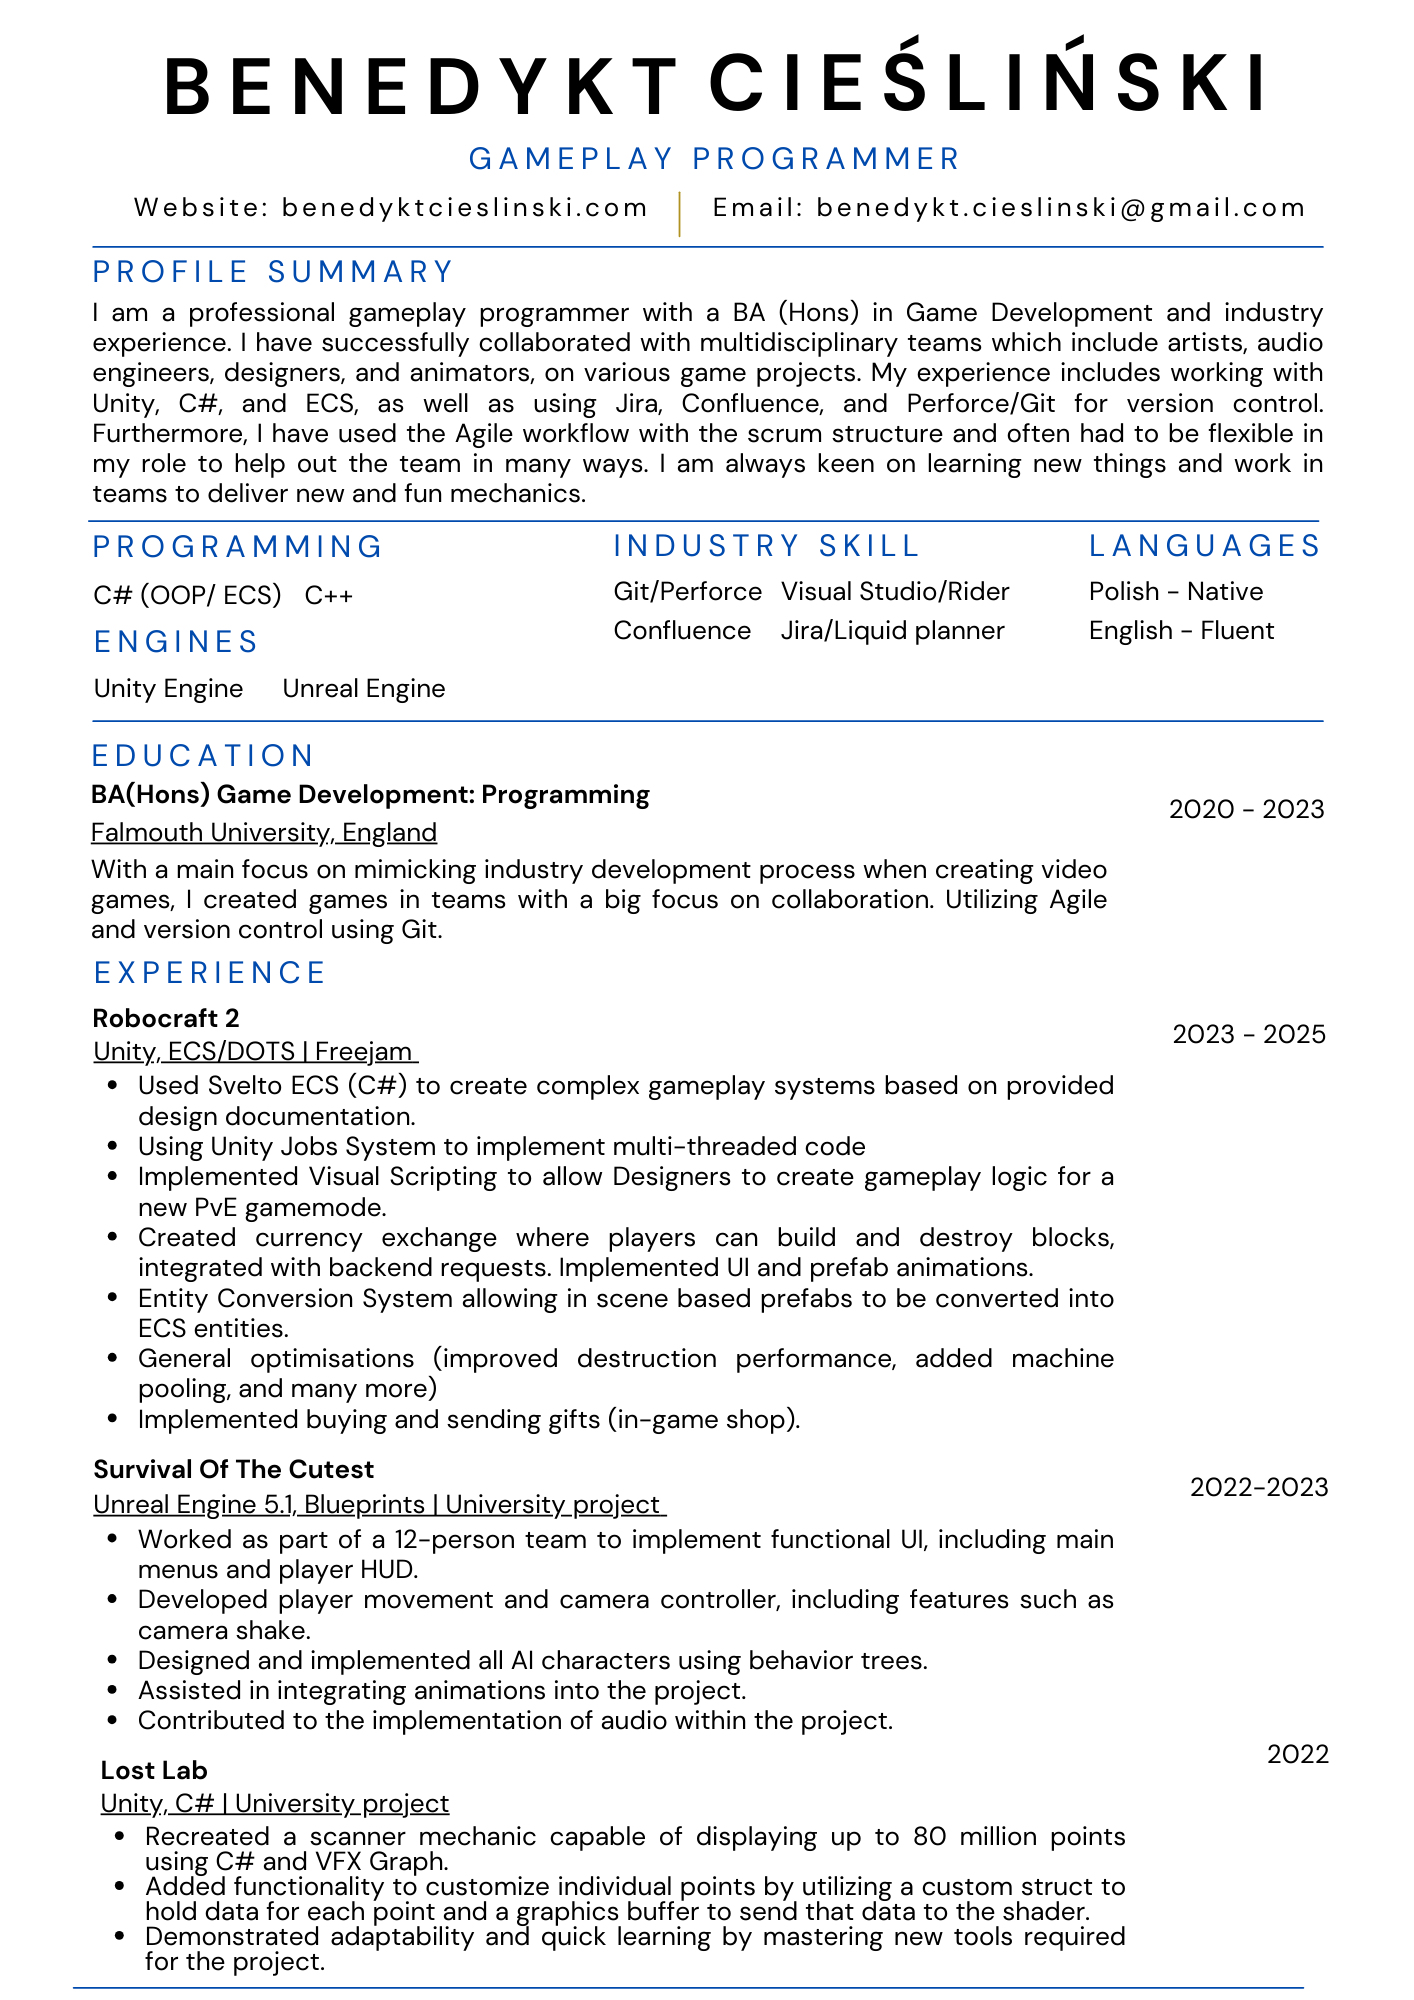 BENEDYKT CIEŚLIŃSKI
GAMEPLAY PROGRAMMER
Website: benedyktcieslinski.com Email: benedykt.cieslinski@gmail.com
PROFILE SUMMARY
I am a professional gameplay programmer with a BA (Hons) in Game Development and industry
experience. I have successfully collaborated with multidisciplinary teams which include artists, audio
engineers, designers, and animators, on various game projects. My experience includes working with
Unity, C#, and ECS, as well as using Jira, Confluence, and Perforce/Git for version control.
Furthermore, I have used the Agile workflow with the scrum structure and often had to be flexible in
my role to help out the team in many ways. I am always keen on learning new things and work in
teams to deliver new and fun mechanics.
PROGRAMMING
C# (OOP/ ECS) C++
ENGINES
Unity Engine Unreal Engine
INDUSTRY SKILL
Git/Perforce Visual Studio/Rider
Confluence Jira/Liquid planner
LANGUAGES
Polish - Native
English - Fluent
EDUCATION
BA(Hons) Game Development: Programming
2020 - 2023
Falmouth University, England
With a main focus on mimicking industry development process when creating video
games, I created games in teams with a big focus on collaboration. Utilizing Agile
and version control using Git.
EXPERIENCE
Robocraft 2
2023 - 2025
Unity, ECS/DOTS | Freejam
• Used Svelto ECS (C#) to create complex gameplay systems based on provided
design documentation.
• Using Unity Jobs System to implement multi-threaded code
• Implemented Visual Scripting to allow Designers to create gameplay logic for a
new PvE gamemode.
• Created currency exchange where players can build and destroy blocks,
integrated with backend requests. Implemented UI and prefab animations.
• Entity Conversion System allowing in scene based prefabs to be converted into
ECS entities.
• General optimisations (improved destruction performance, added machine
pooling, and many more)
• Implemented buying and sending gifts (in-game shop).
Survival Of The Cutest
2022-2023
Unreal Engine 5.1, Blueprints | University project
• Worked as part of a 12-person team to implement functional UI, including main
menus and player HUD.
• Developed player movement and camera controller, including features such as
camera shake.
• Designed and implemented all AI characters using behavior trees.
• Assisted in integrating animations into the project.
• Contributed to the implementation of audio within the project.
2022
Lost Lab
Unity, C# | University project
• Recreated a scanner mechanic capable of displaying up to 80 million points
using C# and VFX Graph.
• Added functionality to customize individual points by utilizing a custom struct to
hold data for each point and a graphics buffer to send that data to the shader.
• Demonstrated adaptability and quick learning by mastering new tools required
for the project.